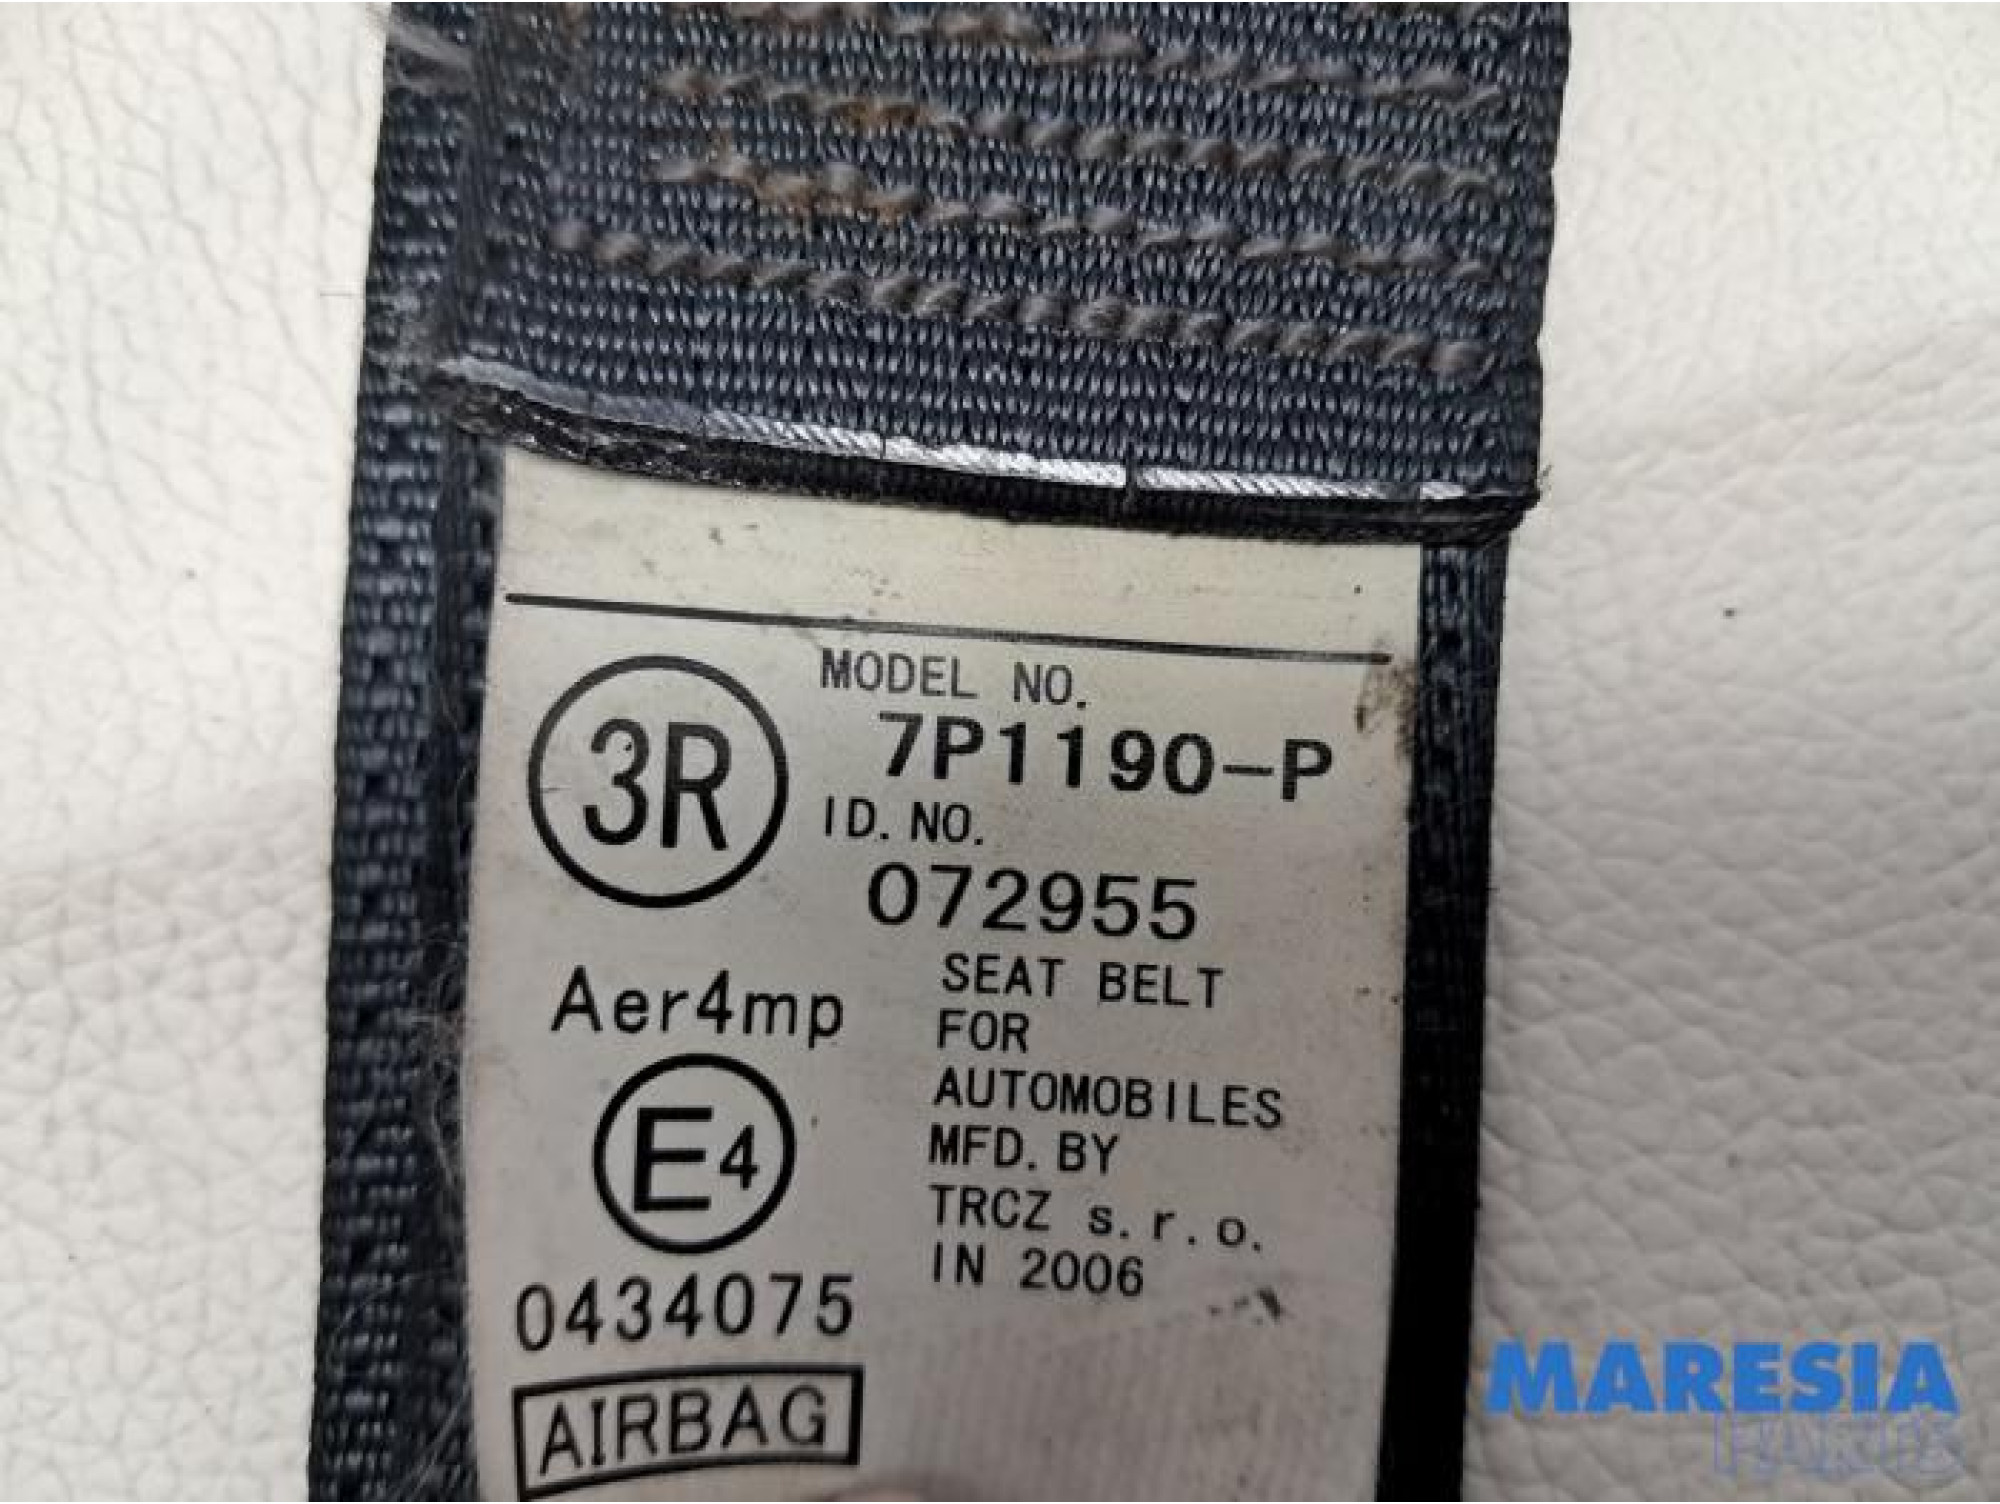 3R
MODEL NO.
7P1190-P
ID. NO.
072955
Aer4mp
E4
0434075
AIRBAG
SEAT BELT
FOR
AUTOMOBILES
MFD. BY
TRCZ s.r.o.
IN 2006
MARESIA
PARTS